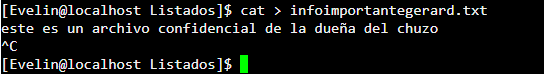 [Evelin@localhost Listados]$ cat > infoimportantegerard.txt
este es un archivo confidencial de la dueña del chuzo
^C
[Evelin@localhost Listados]$